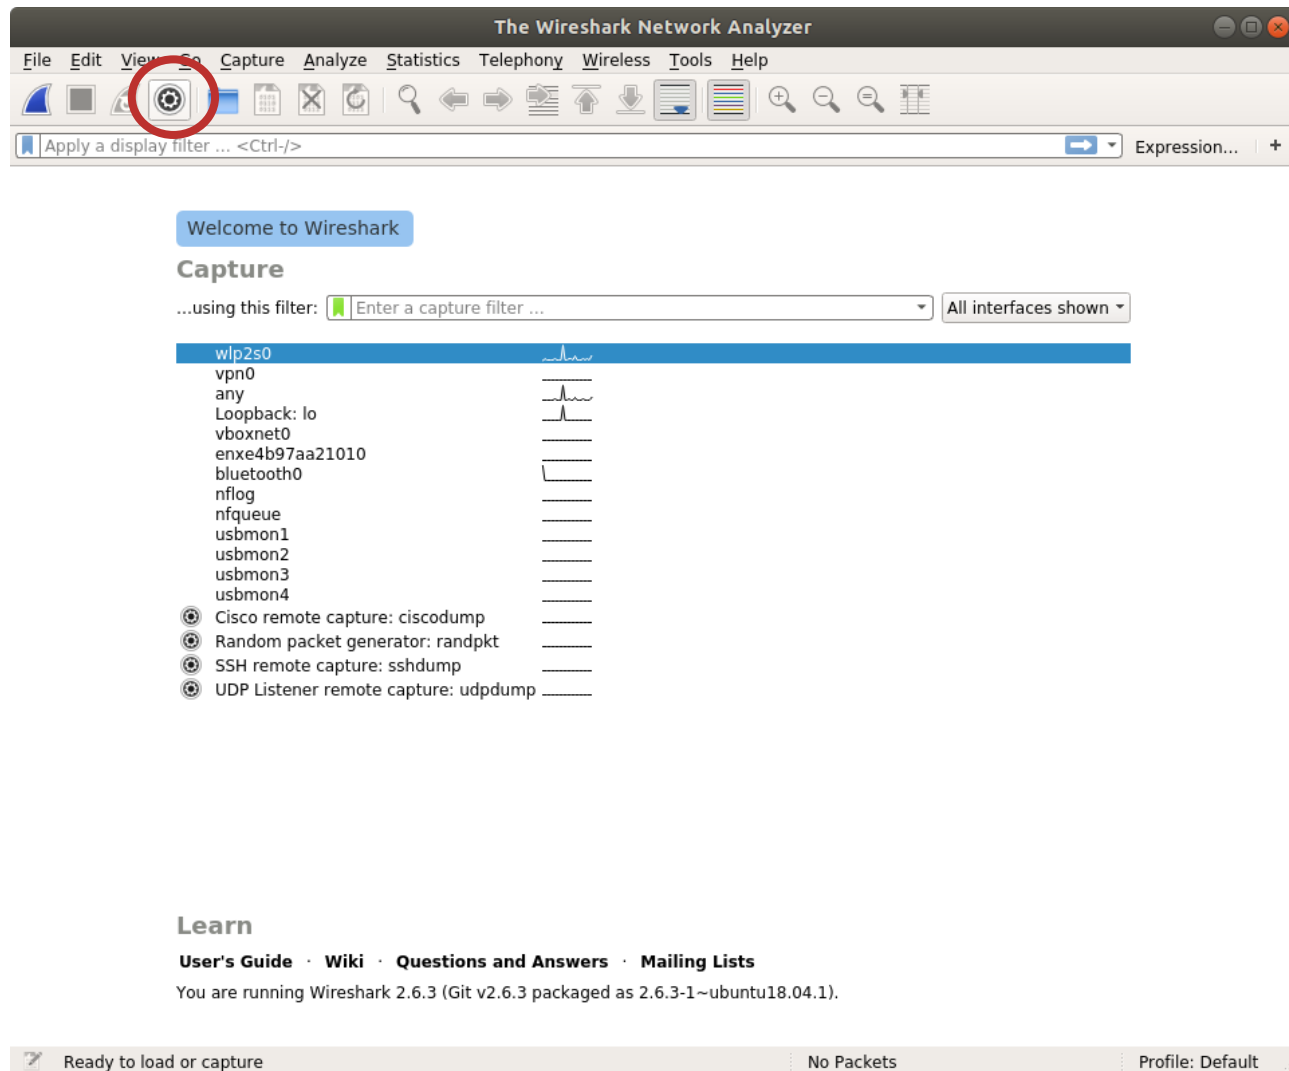 The Wireshark Network Analyzer
File Edit View Go Capture Analyze Statistics Telephony Wireless Tools Help
Apply a display filter ... <Ctrl-/> Expression... +
Welcome to Wireshark
Capture
...using this filter: Enter a capture filter ... All interfaces shown
wlp2s0
vpn0
any
Loopback: lo
vboxnet0
enxe4b97aa21010
bluetooth0
nflog
nfqueue
usbmon1
usbmon2
usbmon3
usbmon4
Cisco remote capture: ciscodump
Random packet generator: randpkt
SSH remote capture: sshdump
UDP Listener remote capture: udpdump
Learn
User's Guide · Wiki · Questions and Answers · Mailing Lists
You are running Wireshark 2.6.3 (Git v2.6.3 packaged as 2.6.3-1~ubuntu18.04.1).
Ready to load or capture No Packets Profile: Default